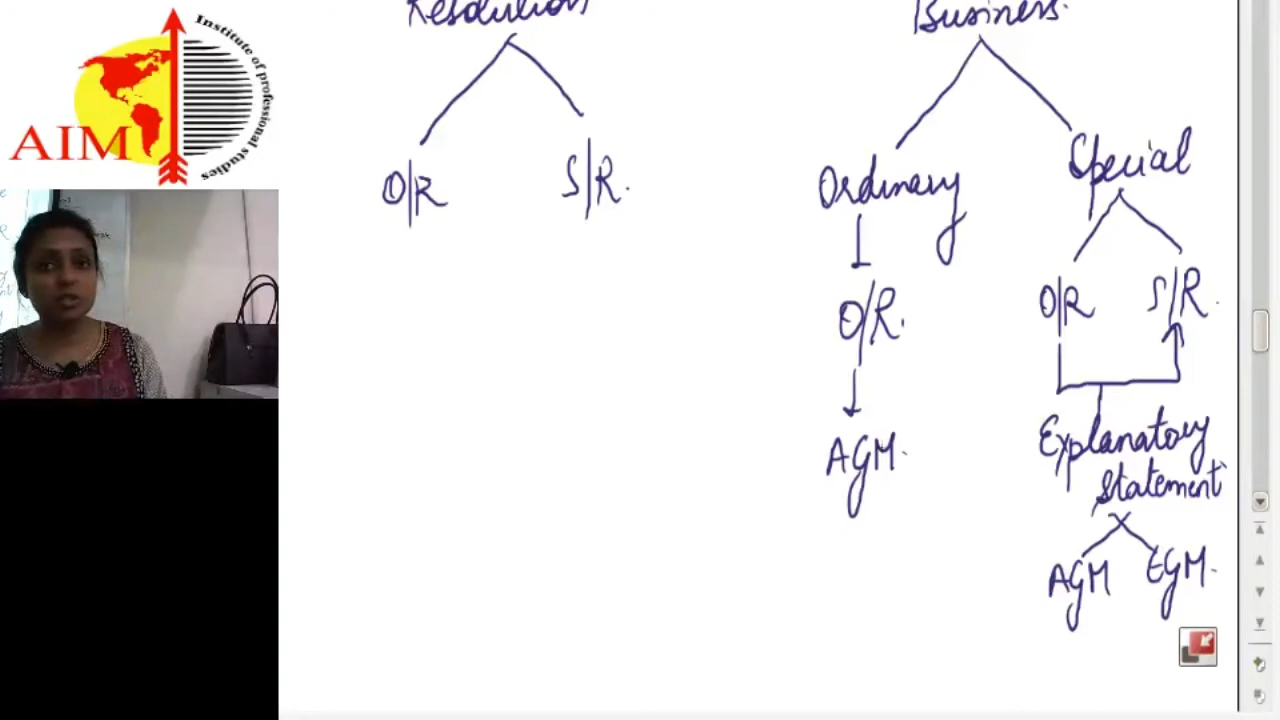 AIM
Institute of professional studies
Resolution
O/R
S/R.
Business.
Ordinary
O/R.
AGM.
Special
O/R
S/R.
Explanatory
Statement
AGM
EGM.